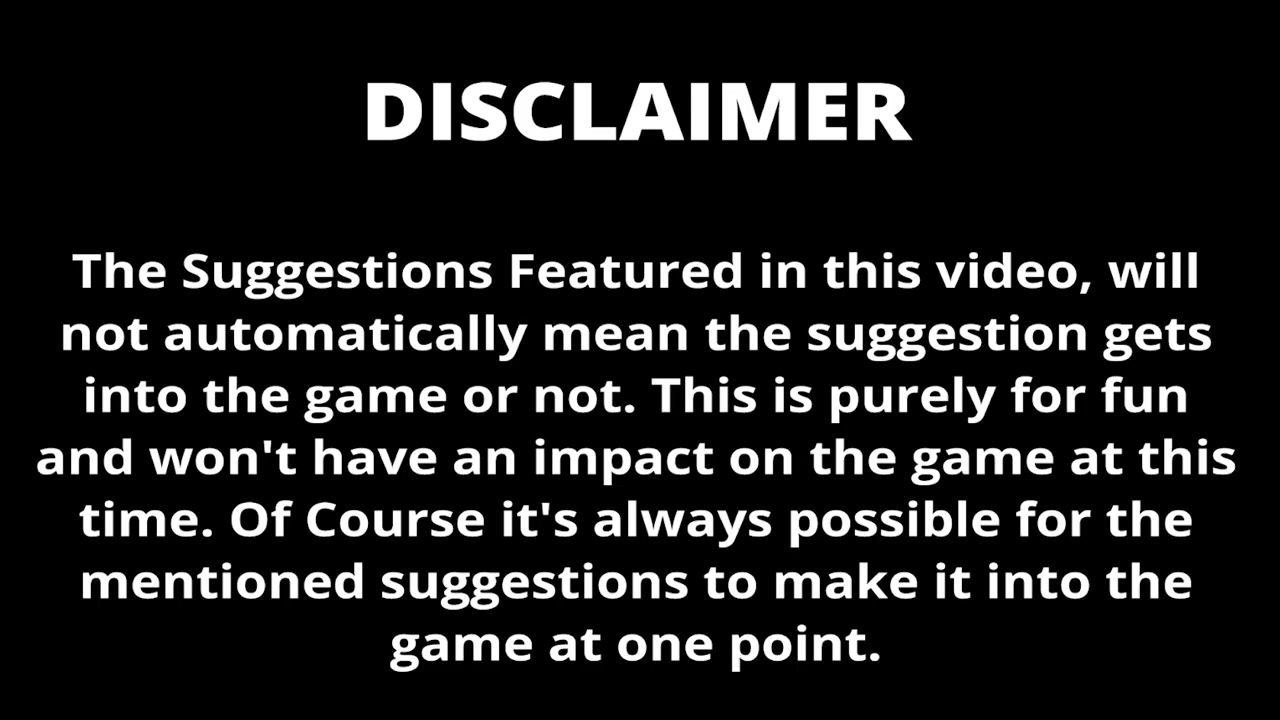 DISCLAIMER
The Suggestions Featured in this video, will
not automatically mean the suggestion gets
into the game or not. This is purely for fun
and won't have an impact on the game at this
time. Of Course it's always possible for the
mentioned suggestions to make it into the
game at one point.